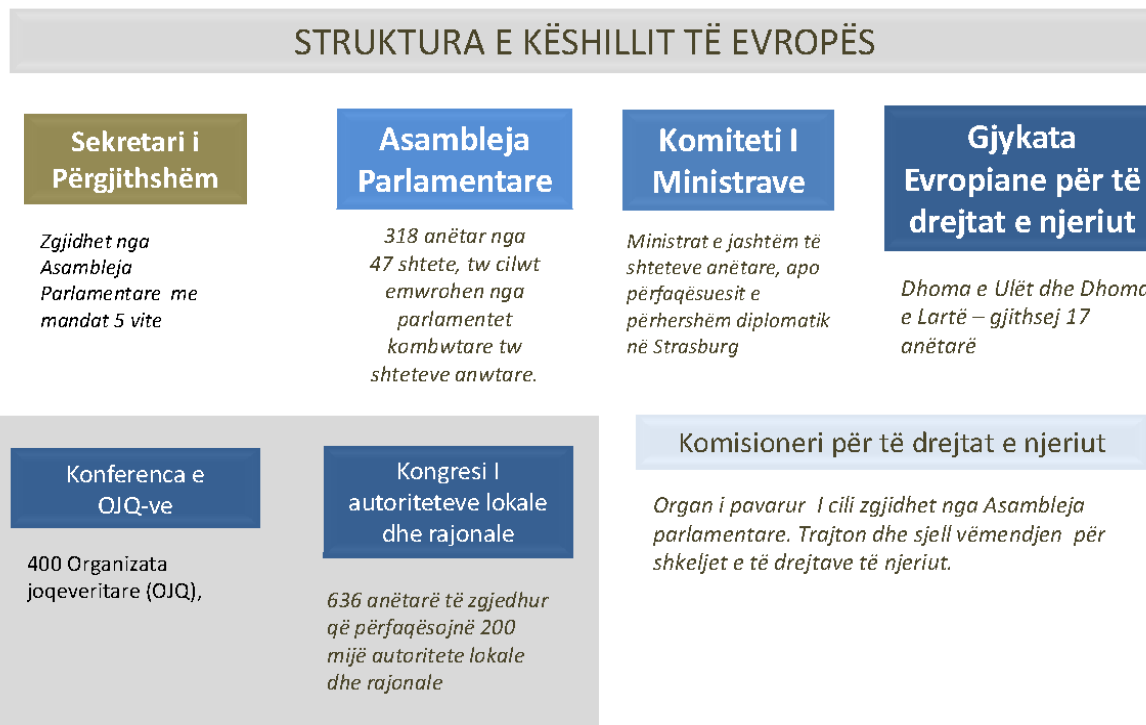 STRUKTURA E KËSHILLIT TË EVROPËS
Sekretari i
Përgjithshëm
Zgjidhet nga
Asambleja
Parlamentare me
mandat 5 vite
Asambleja
Parlamentare
318 anëtar nga
47 shtete, tw cilwt
emwrohen nga
parlamentet
kombwtare tw
shteteve anwtare.
Komiteti I
Ministrave
Ministrat e jashtëm të
shteteve anëtare, apo
përfaqësuesit e
përhershëm diplomatik
në Strasburg
Gjykata
Evropiane për të
drejtat e njeriut
Dhoma e Ulët dhe Dhoma
e Lartë – gjithsej 17
anëtarë
Konferenca e
OJQ-ve
400 Organizata
joqeveritare (OJQ),
Kongresi I
autoriteteve lokale
dhe rajonale
636 anëtarë të zgjedhur
që përfaqësojnë 200
mijë autoritete lokale
dhe rajonale
Komisioneri për të drejtat e njeriut
Organ i pavarur I cili zgjidhet nga Asambleja
parlamentare. Trajton dhe sjell vëmendjen për
shkeljet e të drejtave të njeriut.